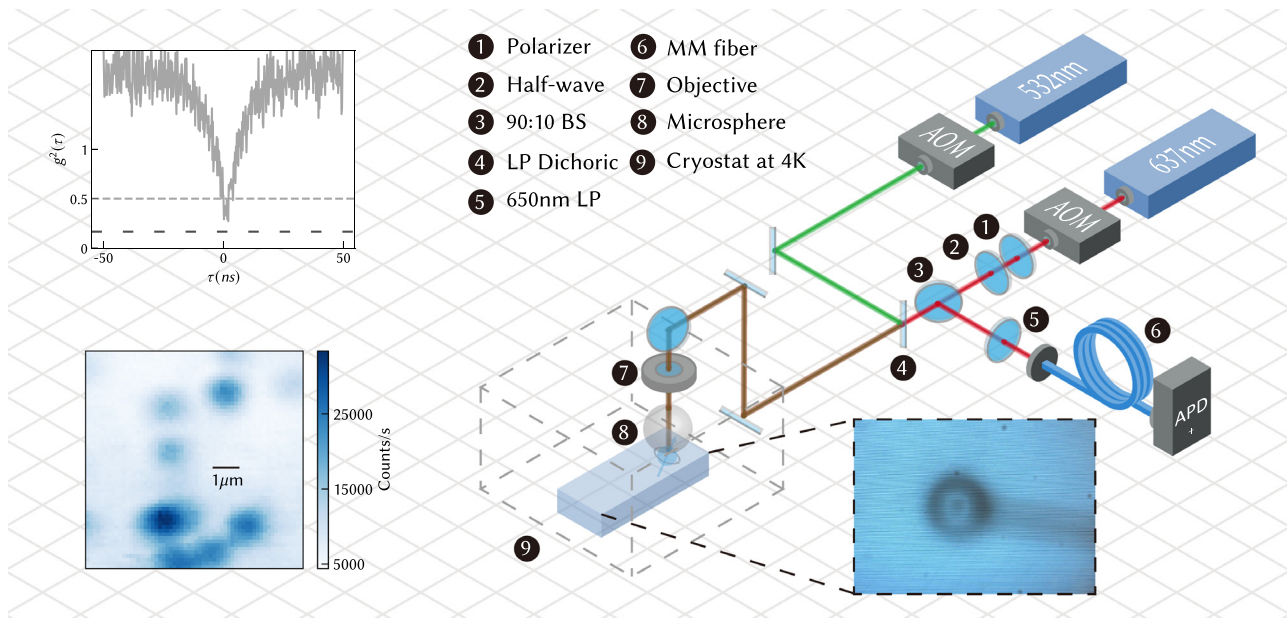 g²(τ)
1
0.5
0
-50
0
50
τ(ns)
1 Polarizer
2 Half-wave
3 90:10 BS
4 LP Dichoric
5 650nm LP
6 MM fiber
7 Objective
8 Microsphere
9 Cryostat at 4K
532nm
AOM
637nm
AOM
1
2
3
4
5
6
APD
+
7
8
9
1μm
25000
15000
5000
Counts/s